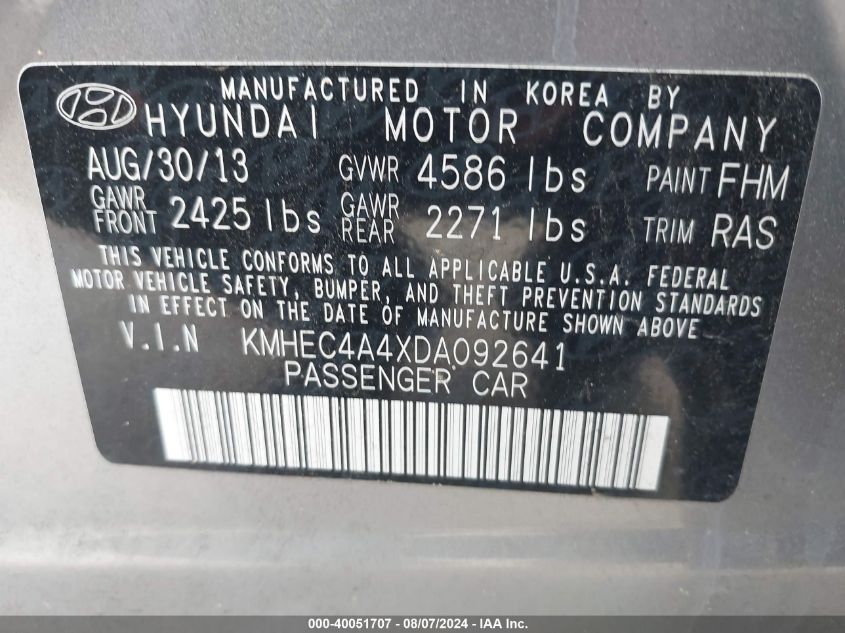 MANUFACTURED IN KOREA BY
HYUNDAI MOTOR COMPANY
AUG/30/13 GVWR 4586 lbs PAINT FHM
GAWR FRONT 2425 lbs GAWR REAR 2271 lbs TRIM RAS
THIS VEHICLE CONFORMS TO ALL APPLICABLE U.S.A. FEDERAL
MOTOR VEHICLE SAFETY, BUMPER, AND THEFT PREVENTION STANDARDS
IN EFFECT ON THE DATE OF MANUFACTURE SHOWN ABOVE.
V.I.N KMHEC4A4XDA092641
PASSENGER CAR
000-40051707 - 08/07/2024 - IAA Inc.